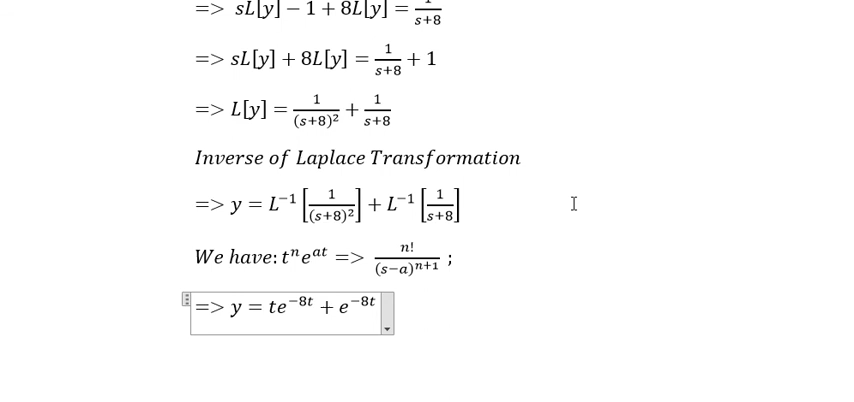 => sL[y] − 1 + 8L[y] = 1/(s+8)
=> sL[y] + 8L[y] = 1/(s+8) + 1
=> L[y] = 1/(s+8)² + 1/(s+8)
Inverse of Laplace Transformation
=> y = L⁻¹[1/(s+8)²] + L⁻¹[1/(s+8)]
We have: tⁿeᵃᵗ => n!/(s−a)ⁿ⁺¹ ;
=> y = te⁻⁸ᵗ + e⁻⁸ᵗ